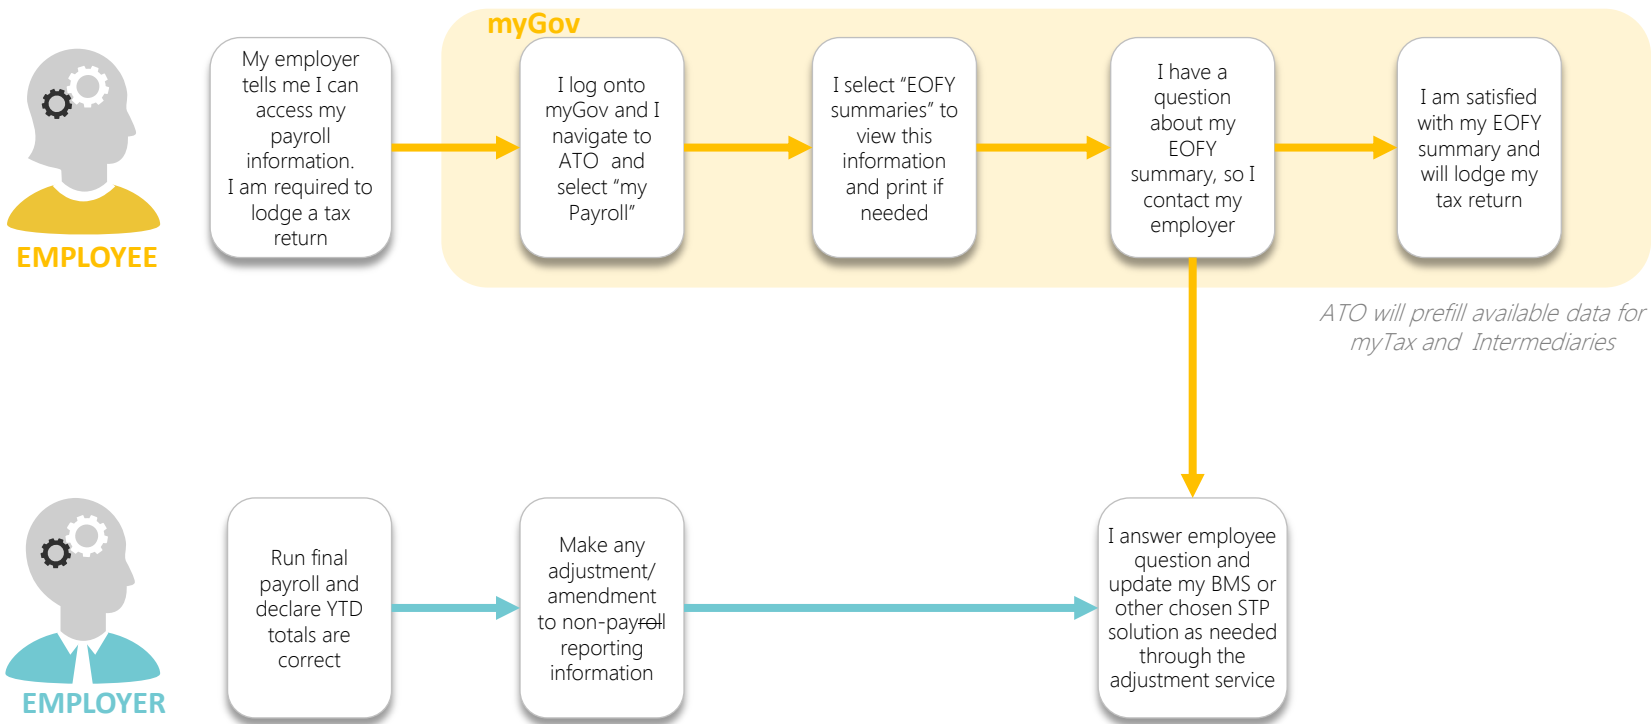 myGov
My employer
tells me I can
access my
payroll
information.
I am required to
lodge a tax
return
I log onto
myGov and I
navigate to
ATO and
select “my
Payroll”
I select “EOFY
summaries” to
view this
information
and print if
needed
I have a
question
about my
EOFY
summary, so I
contact my
employer
I am satisfied
with my EOFY
summary and
will lodge my
tax return
EMPLOYEE
ATO will prefill available data for
myTax and Intermediaries
Run final
payroll and
declare YTD
totals are
correct
Make any
adjustment/
amendment
to non-payroll
reporting
information
I answer employee
question and
update my BMS or
other chosen STP
solution as needed
through the
adjustment service
EMPLOYER